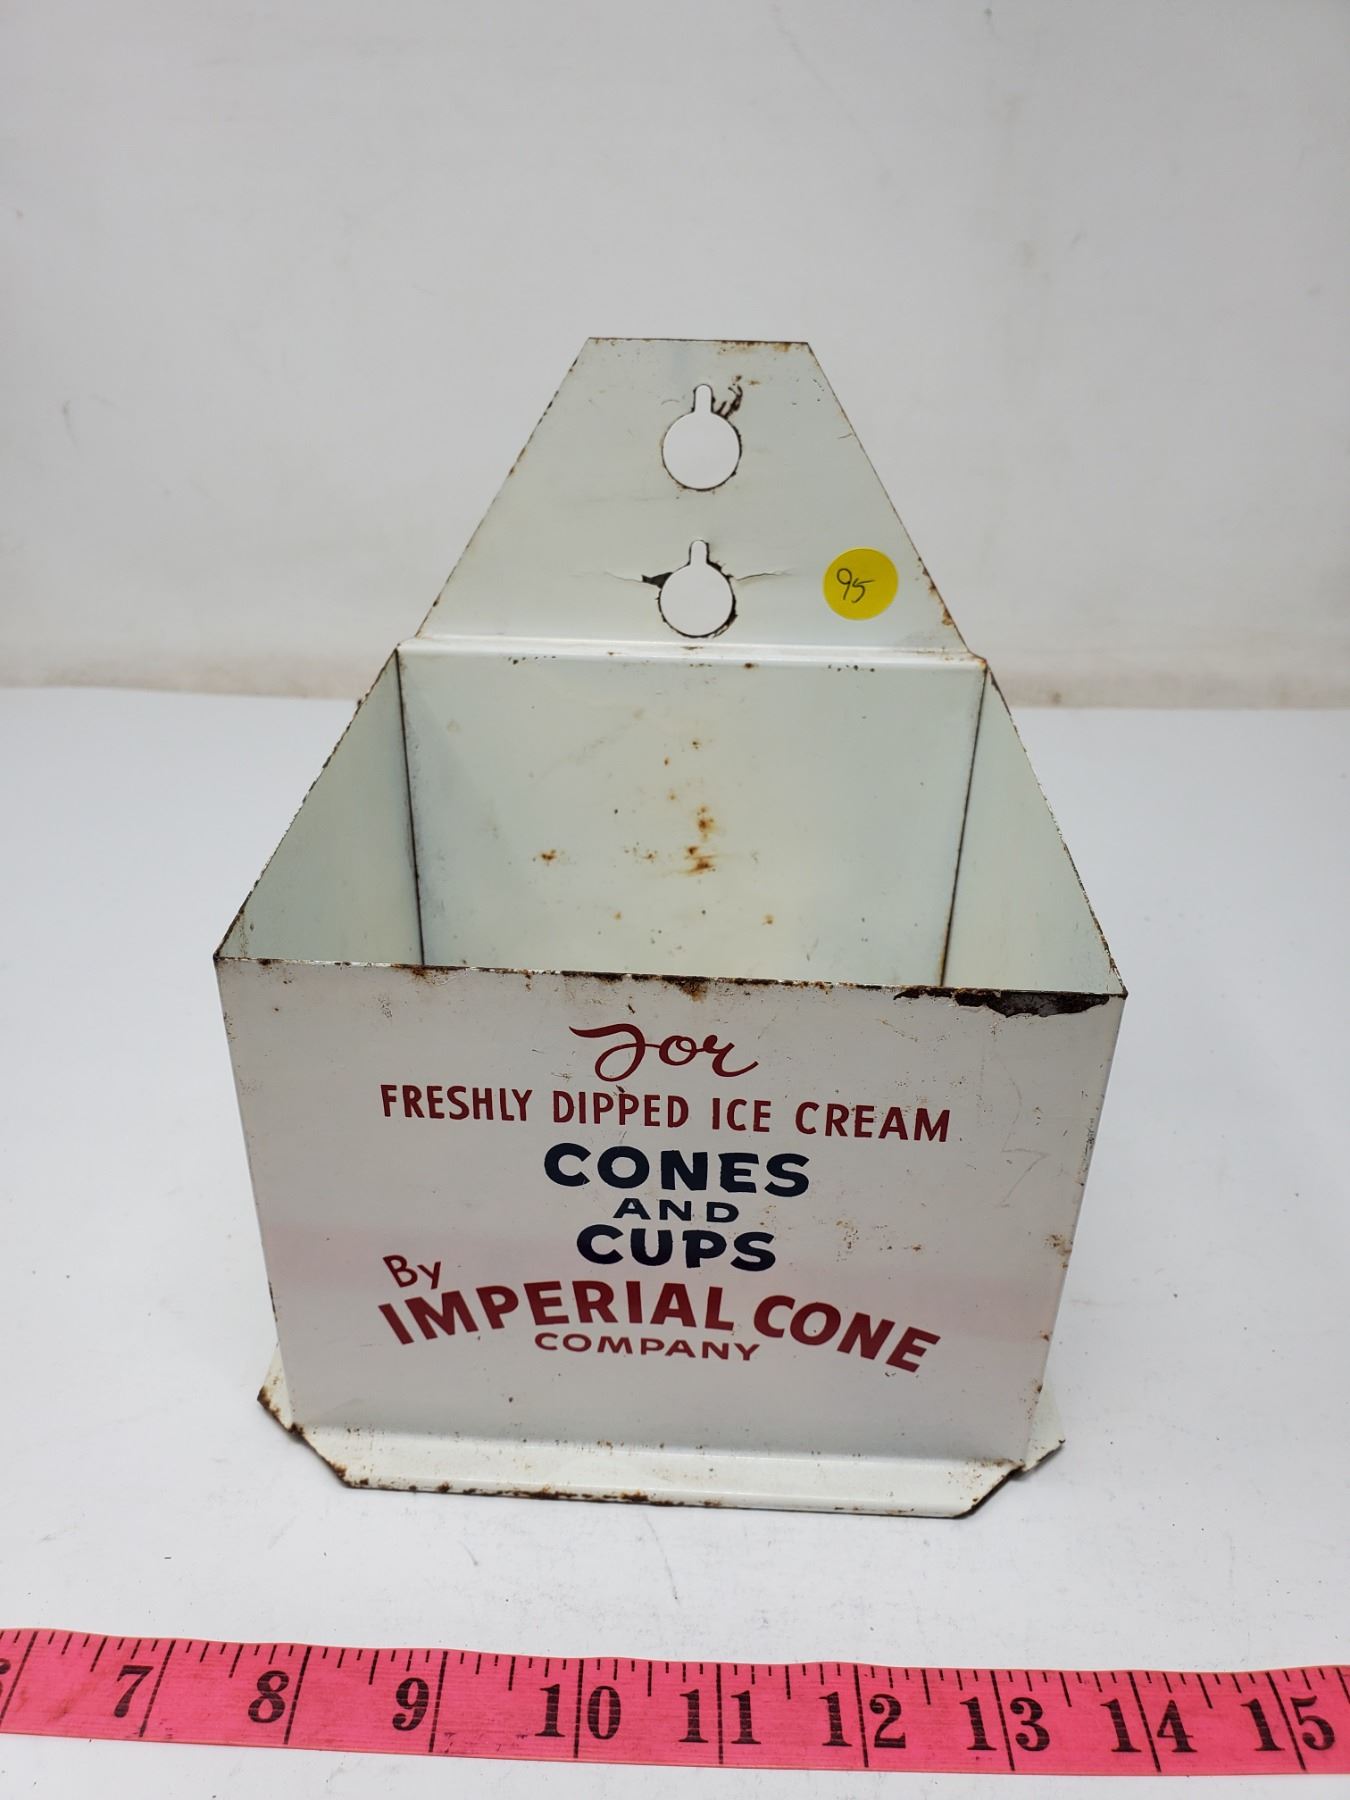 95
For
FRESHLY DIPPED ICE CREAM
CONES
AND
CUPS
By
IMPERIAL CONE
COMPANY
7 8 9 10 11 12 13 14 15